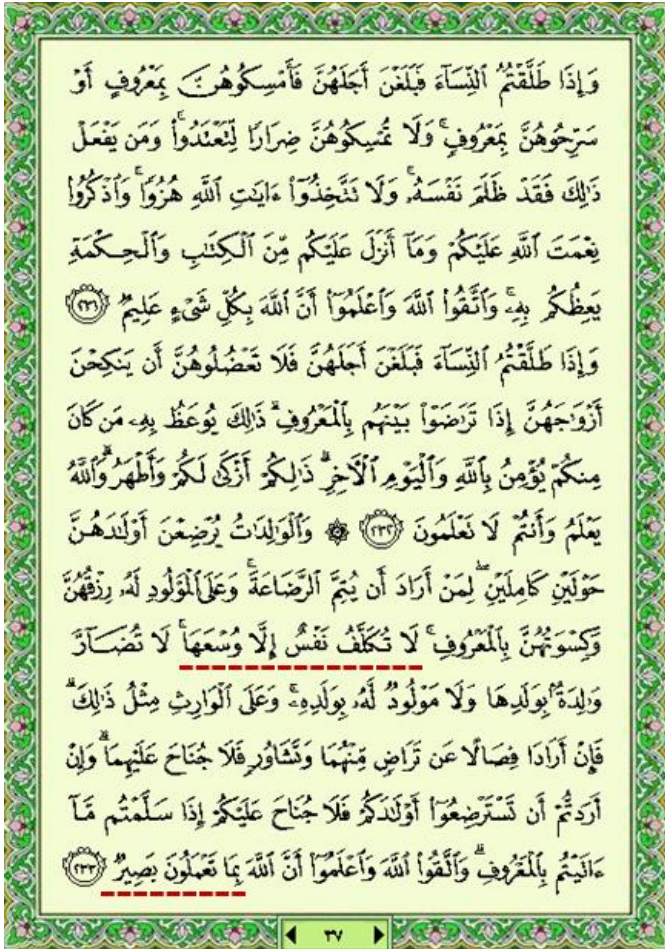 وَإِذَا طَلَّقْتُمُ ٱلنِّسَآءَ فَبَلَغْنَ أَجَلَهُنَّ فَأَمْسِكُوهُنَّ بِمَعْرُوفٍ أَوْ
سَرِّحُوهُنَّ بِمَعْرُوفٍ ۚ وَلَا تُمْسِكُوهُنَّ ضِرَارًا لِّتَعْتَدُوا۟ ۚ وَمَن يَفْعَلْ
ذَٰلِكَ فَقَدْ ظَلَمَ نَفْسَهُۥ ۚ وَلَا تَتَّخِذُوٓا۟ ءَايَٰتِ ٱللَّهِ هُزُوًا ۚ وَٱذْكُرُوا۟
نِعْمَتَ ٱللَّهِ عَلَيْكُمْ وَمَآ أَنزَلَ عَلَيْكُم مِّنَ ٱلْكِتَٰبِ وَٱلْحِكْمَةِ
يَعِظُكُم بِهِۦ ۚ وَٱتَّقُوا۟ ٱللَّهَ وَٱعْلَمُوٓا۟ أَنَّ ٱللَّهَ بِكُلِّ شَىْءٍ عَلِيمٌ ٢٣١
وَإِذَا طَلَّقْتُمُ ٱلنِّسَآءَ فَبَلَغْنَ أَجَلَهُنَّ فَلَا تَعْضُلُوهُنَّ أَن يَنكِحْنَ
أَزْوَٰجَهُنَّ إِذَا تَرَٰضَوْا۟ بَيْنَهُم بِٱلْمَعْرُوفِ ۗ ذَٰلِكَ يُوعَظُ بِهِۦ مَن كَانَ
مِنكُمْ يُؤْمِنُ بِٱللَّهِ وَٱلْيَوْمِ ٱلْءَاخِرِ ۗ ذَٰلِكُمْ أَزْكَىٰ لَكُمْ وَأَطْهَرُ ۗ وَٱللَّهُ
يَعْلَمُ وَأَنتُمْ لَا تَعْلَمُونَ ٢٣٢ ۞ وَٱلْوَٰلِدَٰتُ يُرْضِعْنَ أَوْلَٰدَهُنَّ
حَوْلَيْنِ كَامِلَيْنِ ۖ لِمَنْ أَرَادَ أَن يُتِمَّ ٱلرَّضَاعَةَ ۚ وَعَلَى ٱلْمَوْلُودِ لَهُۥ رِزْقُهُنَّ
وَكِسْوَتُهُنَّ بِٱلْمَعْرُوفِ ۚ لَا تُكَلَّفُ نَفْسٌ إِلَّا وُسْعَهَا ۚ لَا تُضَآرَّ
وَٰلِدَةٌۢ بِوَلَدِهَا وَلَا مَوْلُودٌ لَّهُۥ بِوَلَدِهِۦ ۚ وَعَلَى ٱلْوَارِثِ مِثْلُ ذَٰلِكَ ۗ
فَإِنْ أَرَادَا فِصَالًا عَن تَرَاضٍ مِّنْهُمَا وَتَشَاوُرٍ فَلَا جُنَاحَ عَلَيْهِمَا ۗ وَإِنْ
أَرَدتُّمْ أَن تَسْتَرْضِعُوٓا۟ أَوْلَٰدَكُمْ فَلَا جُنَاحَ عَلَيْكُمْ إِذَا سَلَّمْتُم مَّآ
ءَاتَيْتُم بِٱلْمَعْرُوفِ ۗ وَٱتَّقُوا۟ ٱللَّهَ وَٱعْلَمُوٓا۟ أَنَّ ٱللَّهَ بِمَا تَعْمَلُونَ بَصِيرٌ ٢٣٣
٣٧